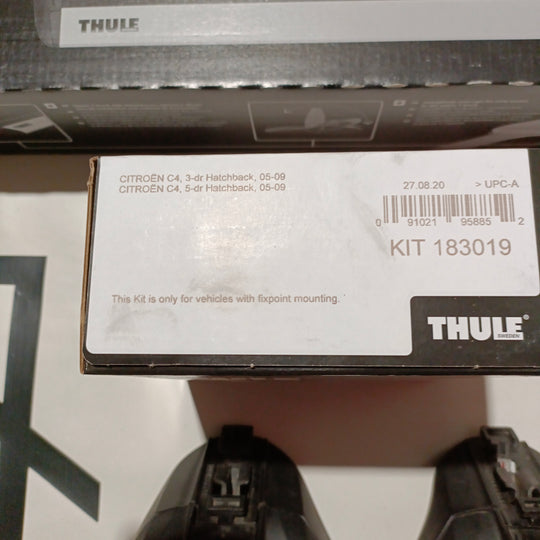 THULE
CITROËN C4, 3-dr Hatchback, 05-09
CITROËN C4, 5-dr Hatchback, 05-09
27.08.20 > UPC-A
0 91021 95885 2
KIT 183019
This Kit is only for vehicles with fixpoint mounting.
THULE®
SWEDEN